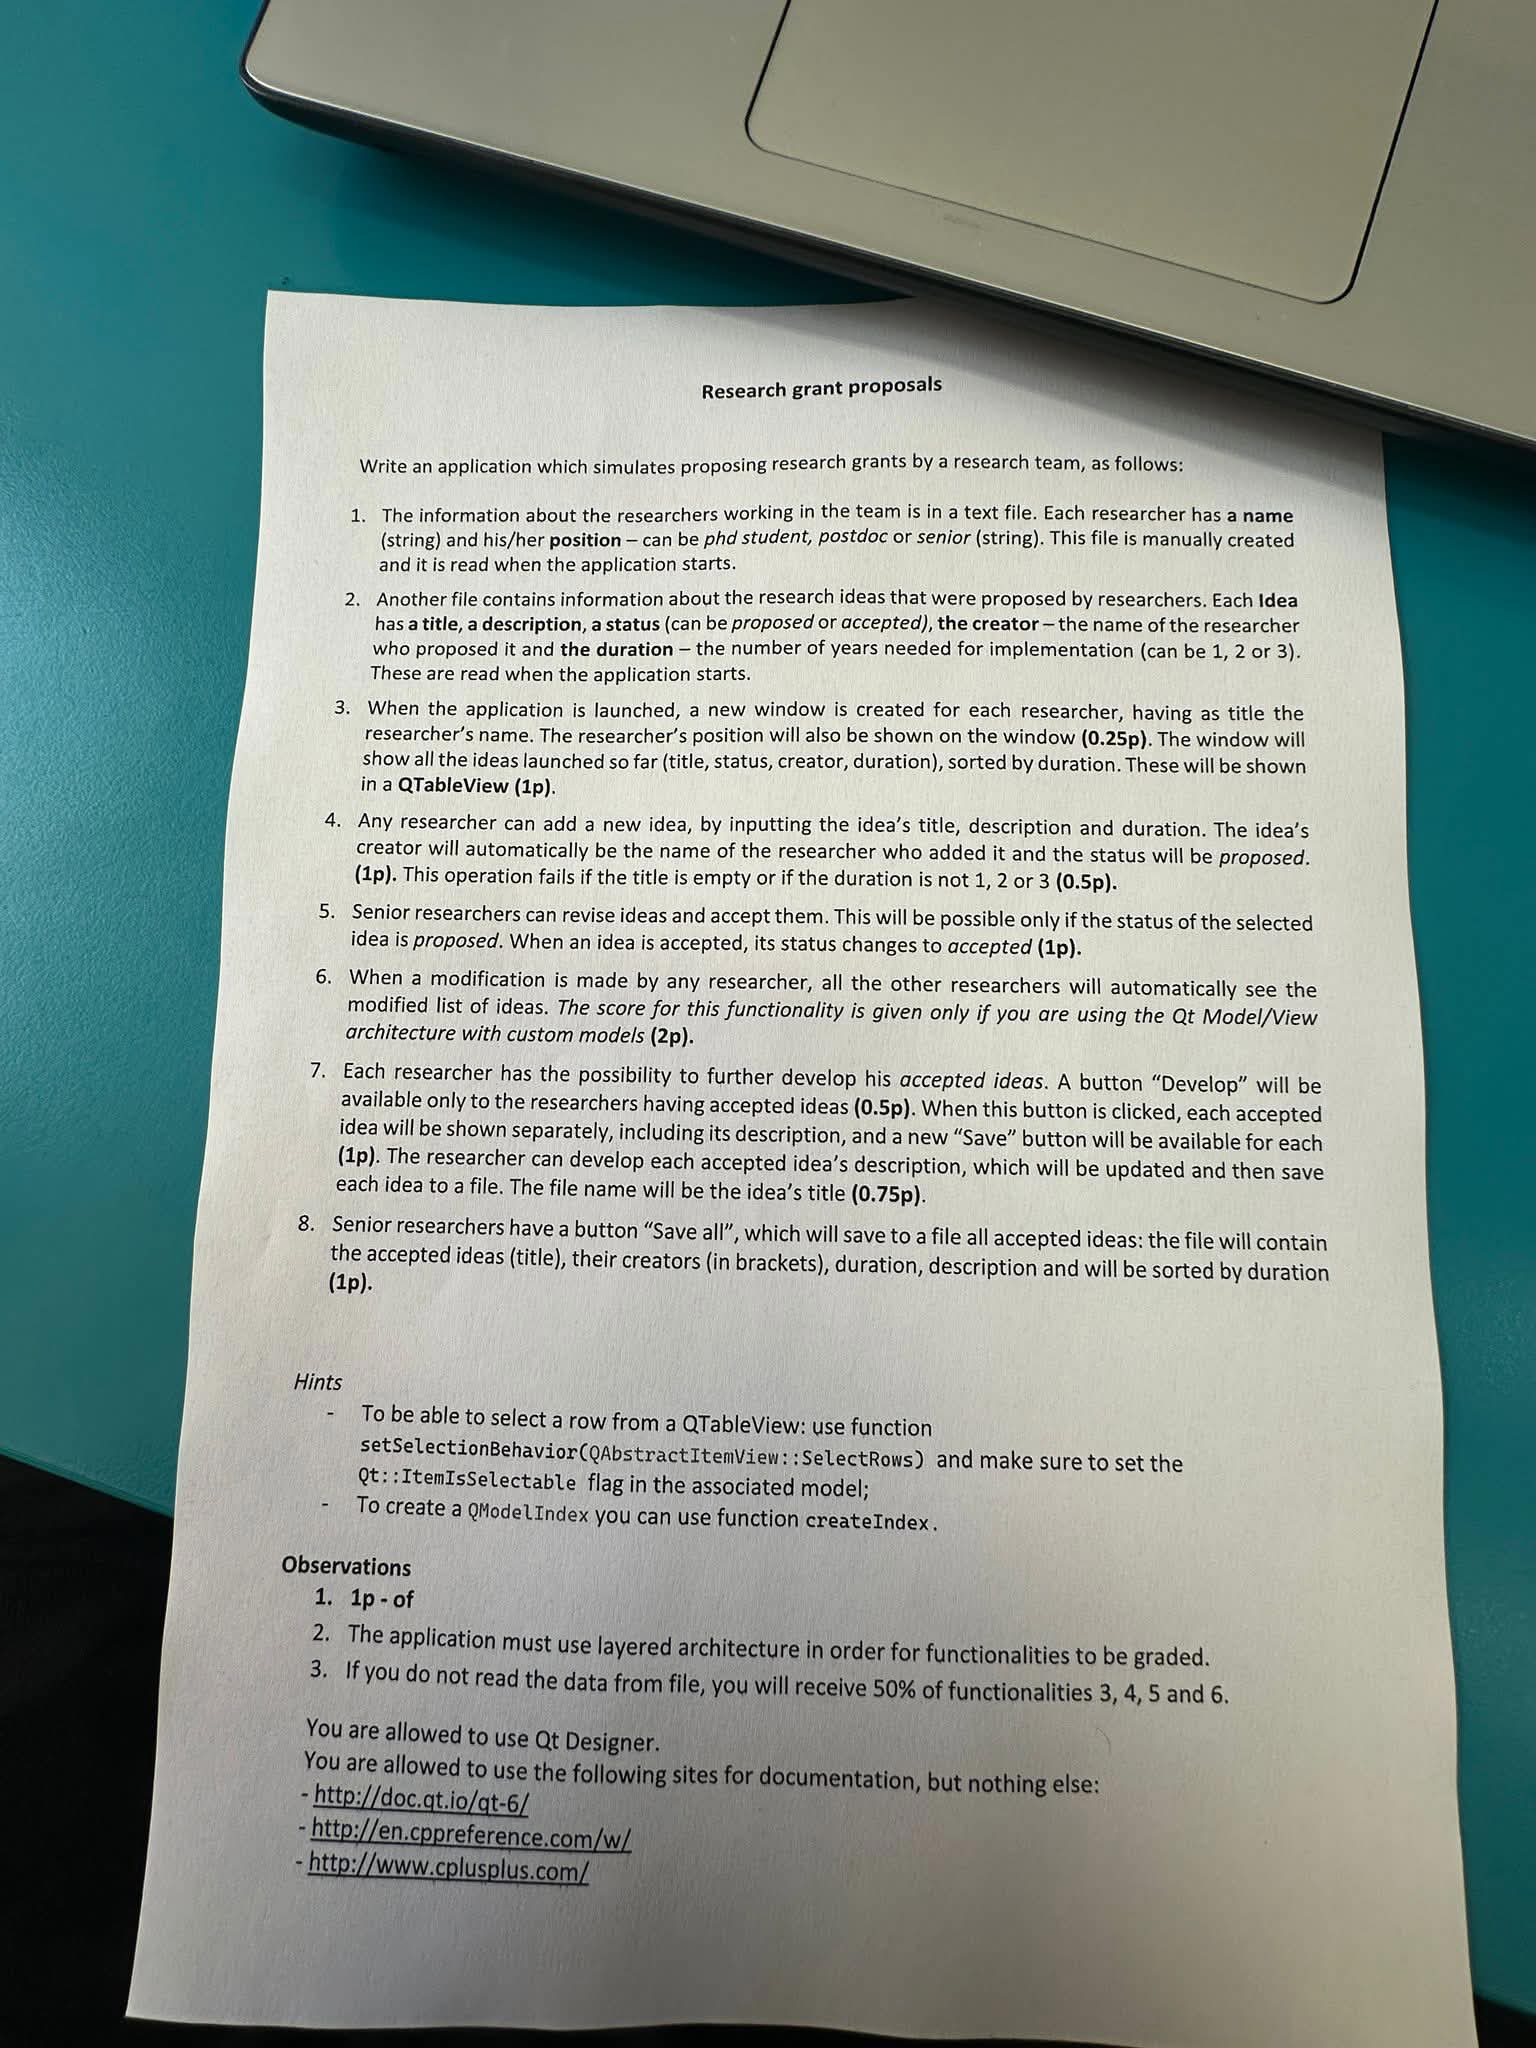 Research grant proposals
Write an application which simulates proposing research grants by a research team, as follows:
1. The information about the researchers working in the team is in a text file. Each researcher has a name
(string) and his/her position – can be phd student, postdoc or senior (string). This file is manually created
and it is read when the application starts.
2. Another file contains information about the research ideas that were proposed by researchers. Each Idea
has a title, a description, a status (can be proposed or accepted), the creator – the name of the researcher
who proposed it and the duration – the number of years needed for implementation (can be 1, 2 or 3).
These are read when the application starts.
3. When the application is launched, a new window is created for each researcher, having as title the
researcher's name. The researcher's position will also be shown on the window (0.25p). The window will
show all the ideas launched so far (title, status, creator, duration), sorted by duration. These will be shown
in a QTableView (1p).
4. Any researcher can add a new idea, by inputting the idea's title, description and duration. The idea's
creator will automatically be the name of the researcher who added it and the status will be proposed.
(1p). This operation fails if the title is empty or if the duration is not 1, 2 or 3 (0.5p).
5. Senior researchers can revise ideas and accept them. This will be possible only if the status of the selected
idea is proposed. When an idea is accepted, its status changes to accepted (1p).
6. When a modification is made by any researcher, all the other researchers will automatically see the
modified list of ideas. The score for this functionality is given only if you are using the Qt Model/View
architecture with custom models (2p).
7. Each researcher has the possibility to further develop his accepted ideas. A button "Develop" will be
available only to the researchers having accepted ideas (0.5p). When this button is clicked, each accepted
idea will be shown separately, including its description, and a new "Save" button will be available for each
(1p). The researcher can develop each accepted idea's description, which will be updated and then save
each idea to a file. The file name will be the idea's title (0.75p).
8. Senior researchers have a button "Save all", which will save to a file all accepted ideas: the file will contain
the accepted ideas (title), their creators (in brackets), duration, description and will be sorted by duration
(1p).
Hints
- To be able to select a row from a QTableView: use function
setSelectionBehavior(QAbstractItemView::SelectRows) and make sure to set the
Qt::ItemIsSelectable flag in the associated model;
- To create a QModelIndex you can use function createIndex.
Observations
1. 1p - of
2. The application must use layered architecture in order for functionalities to be graded.
3. If you do not read the data from file, you will receive 50% of functionalities 3, 4, 5 and 6.
You are allowed to use Qt Designer.
You are allowed to use the following sites for documentation, but nothing else:
- http://doc.qt.io/qt-6/
- http://en.cppreference.com/w/
- http://www.cplusplus.com/